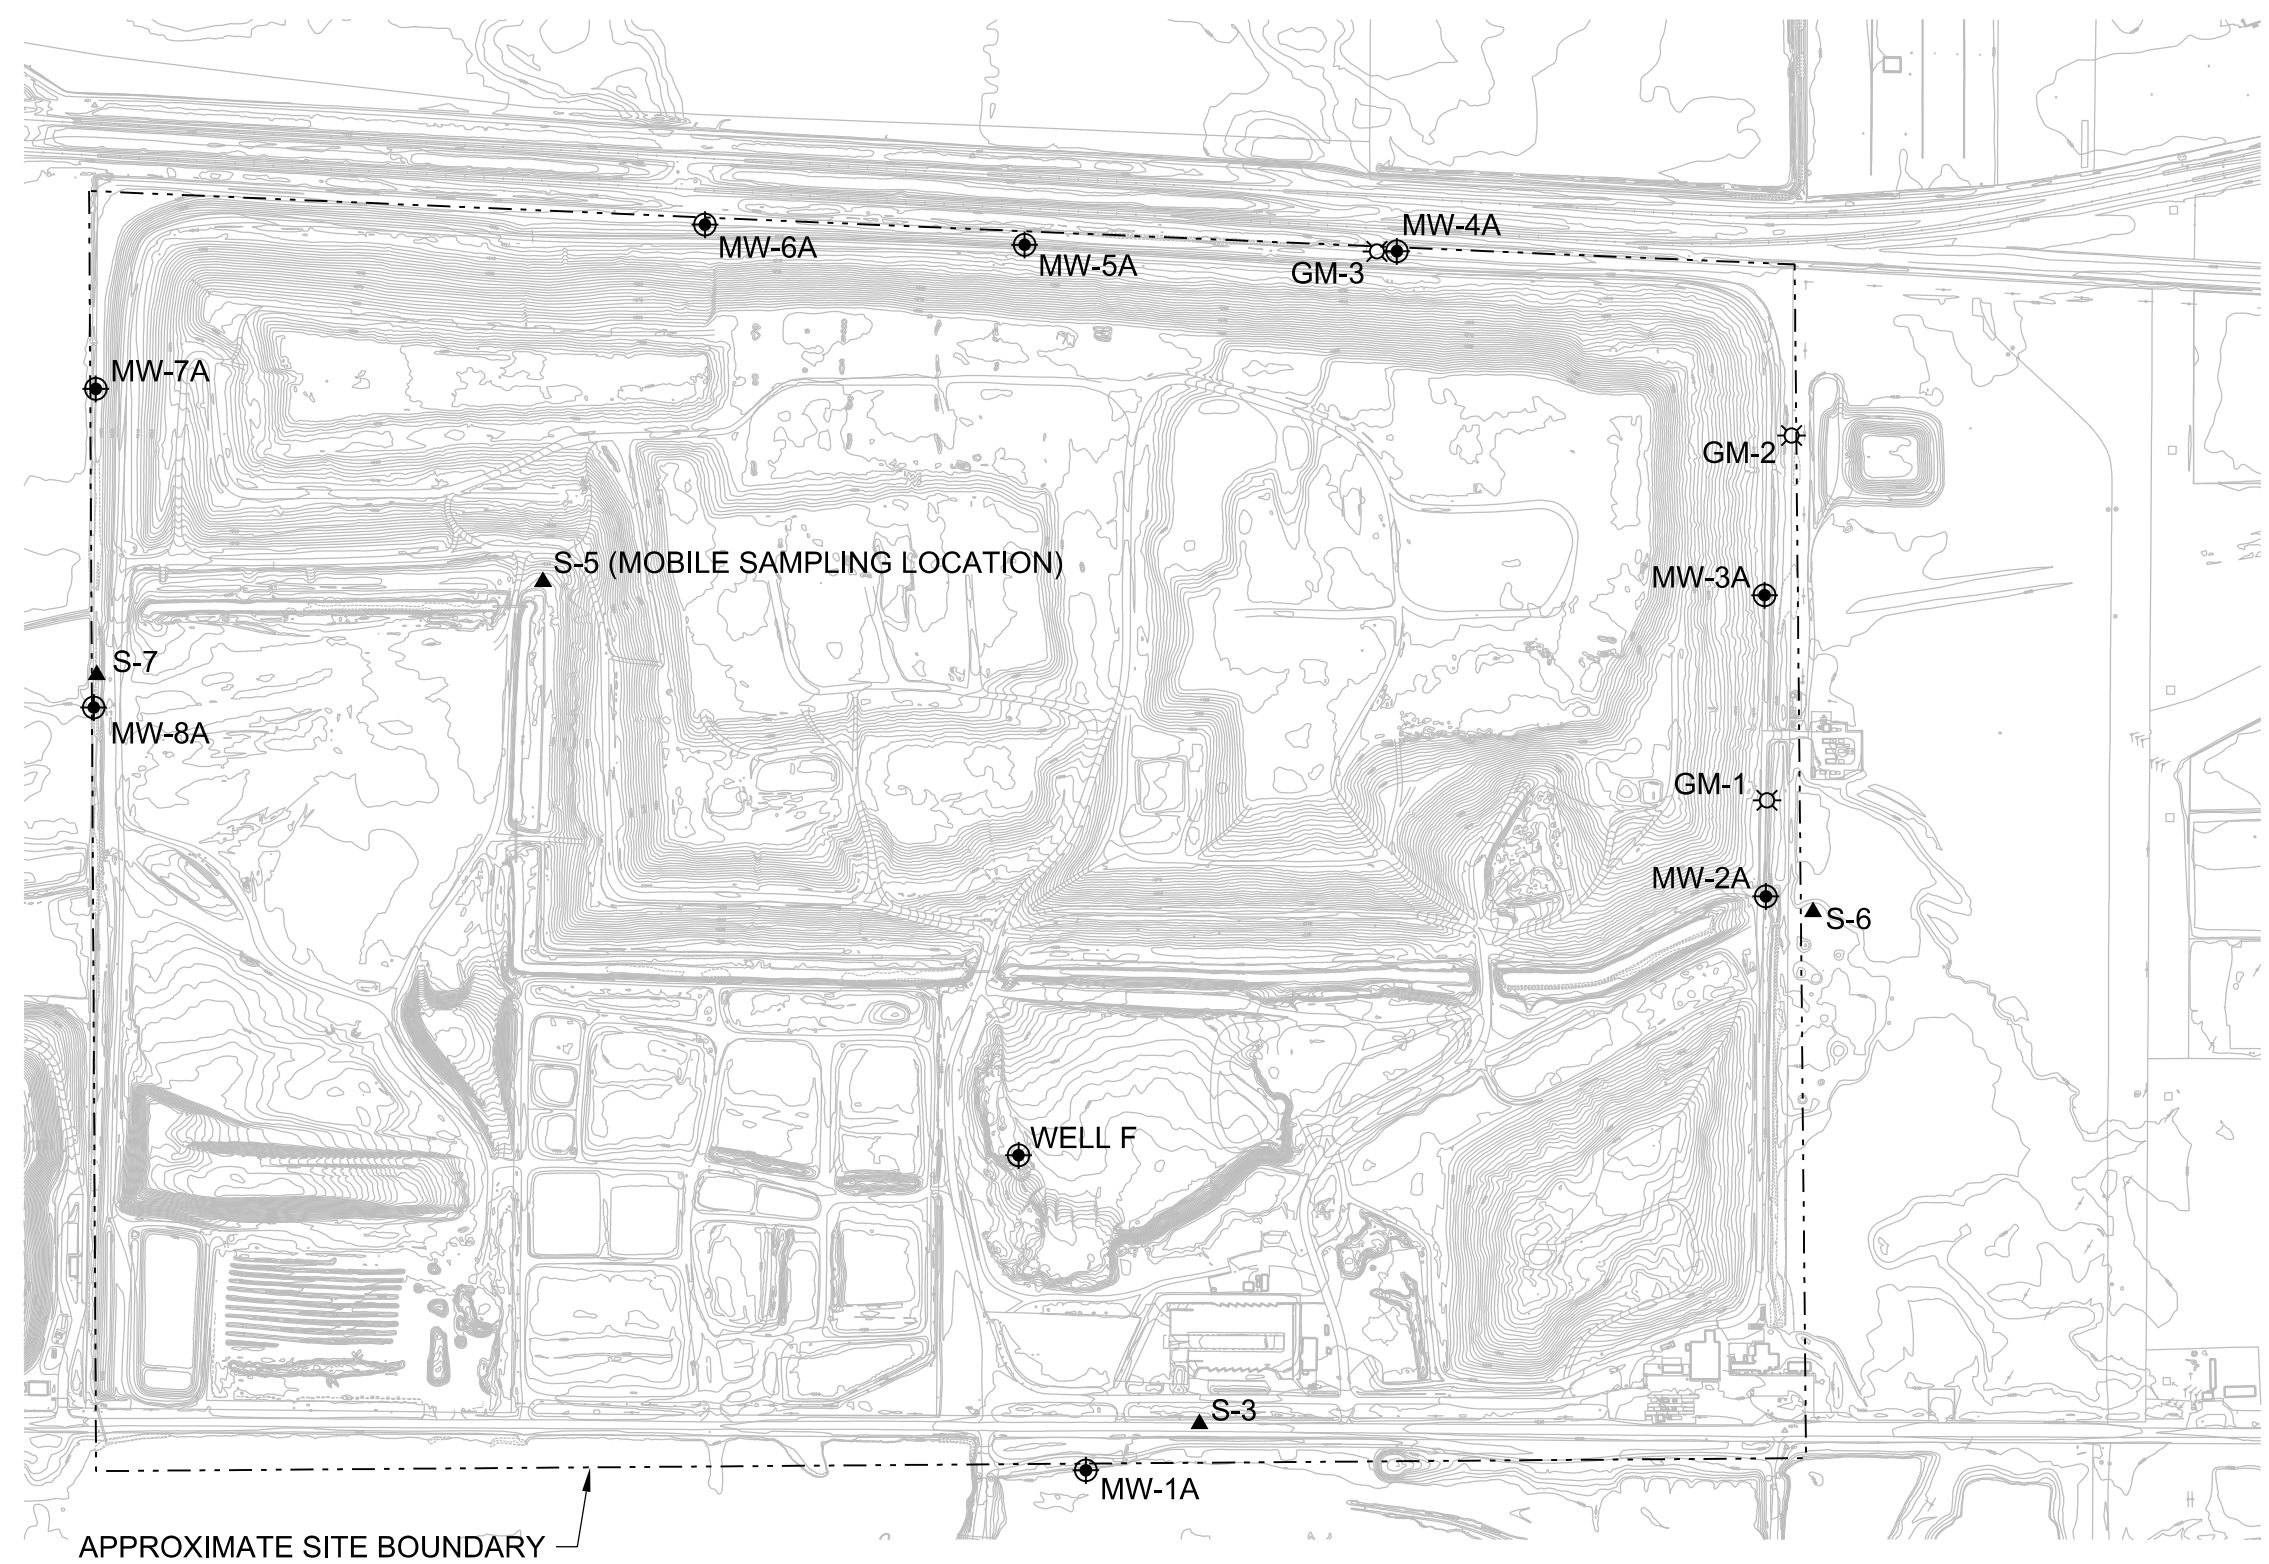 MW-4A
MW-6A
MW-5A
GM-3
MW-7A
GM-2
S-5 (MOBILE SAMPLING LOCATION)
MW-3A
S-7
MW-8A
GM-1
MW-2A
S-6
WELL F
S-3
MW-1A
APPROXIMATE SITE BOUNDARY